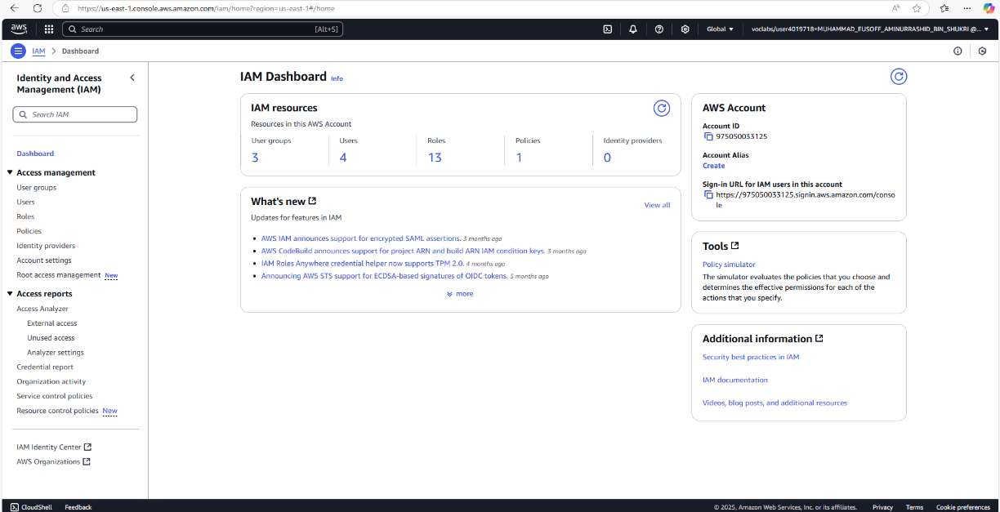 https://us-east-1.console.aws.amazon.com/iam/home?region=us-east-1#/home
aws
Search
[Alt+S]
Global
voclabs/user4019718=MUHAMMAD_EUSOFF_AMINURRASHID_BIN_SHUKRI @...
IAM
Dashboard
Identity and Access
Management (IAM)
Search IAM
Dashboard
Access management
User groups
Users
Roles
Policies
Identity providers
Account settings
Root access management New
Access reports
Access Analyzer
External access
Unused access
Analyzer settings
Credential report
Organization activity
Service control policies
Resource control policies New
IAM Identity Center
AWS Organizations
IAM Dashboard Info
IAM resources
Resources in this AWS Account
User groups
3
Users
4
Roles
13
Policies
1
Identity providers
0
What's new
View all
Updates for features in IAM
AWS IAM announces support for encrypted SAML assertions. 3 months ago
AWS CodeBuild announces support for project ARN and build ARN IAM condition keys. 3 months ago
IAM Roles Anywhere credential helper now supports TPM 2.0. 4 months ago
Announcing AWS STS support for ECDSA-based signatures of OIDC tokens. 5 months ago
more
AWS Account
Account ID
975050033125
Account Alias
Create
Sign-in URL for IAM users in this account
https://975050033125.signin.aws.amazon.com/conso
le
Tools
Policy simulator
The simulator evaluates the policies that you choose and
determines the effective permissions for each of the
actions that you specify.
Additional information
Security best practices in IAM
IAM documentation
Videos, blog posts, and additional resources
CloudShell
Feedback
© 2025, Amazon Web Services, Inc. or its affiliates.
Privacy
Terms
Cookie preferences